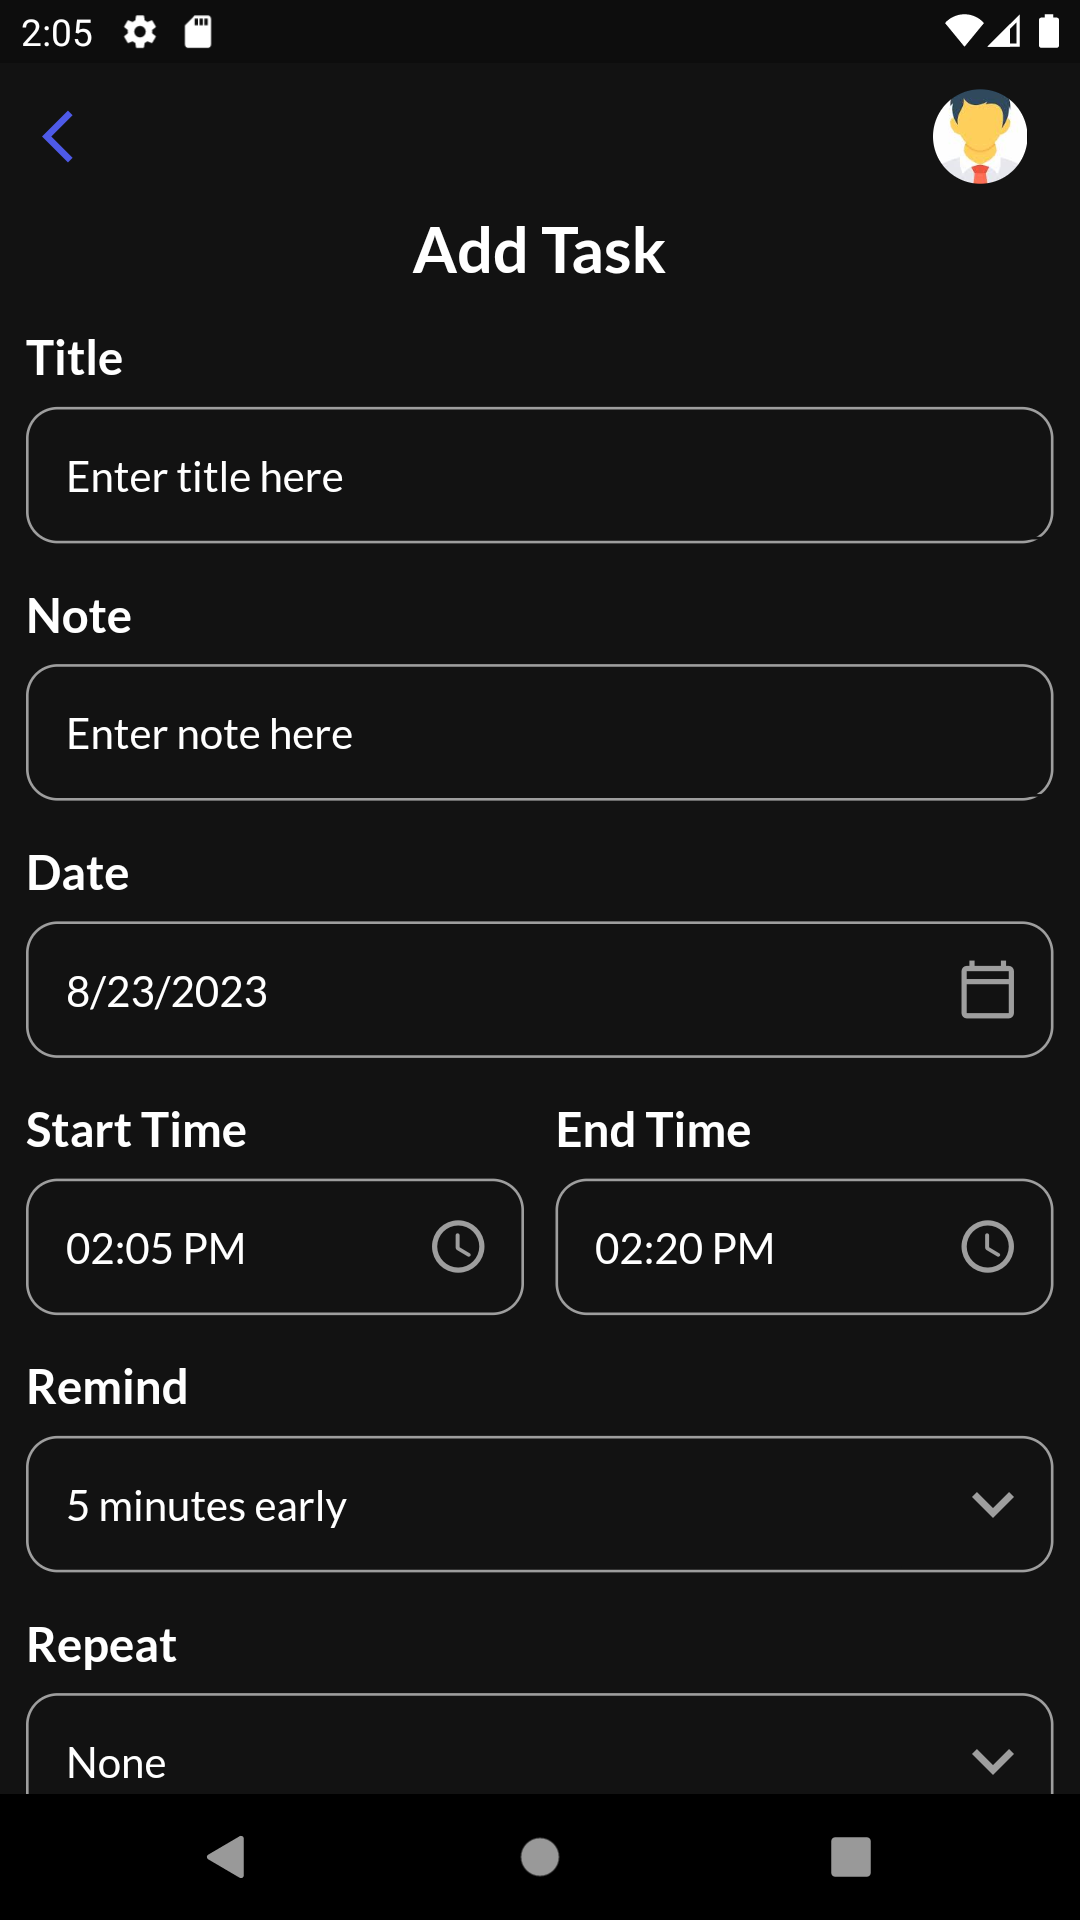 2:05
Add Task
Title
Enter title here
Note
Enter note here
Date
8/23/2023
Start Time End Time
02:05 PM 02:20 PM
Remind
5 minutes early
Repeat
None